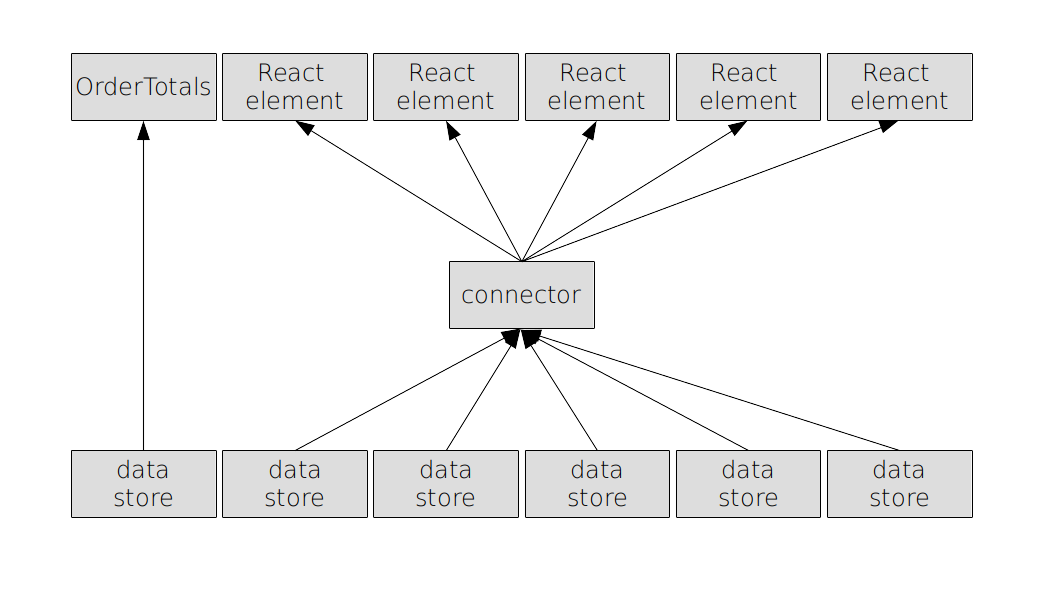 OrderTotals
React
element
React
element
React
element
React
element
React
element
connector
data
store
data
store
data
store
data
store
data
store
data
store